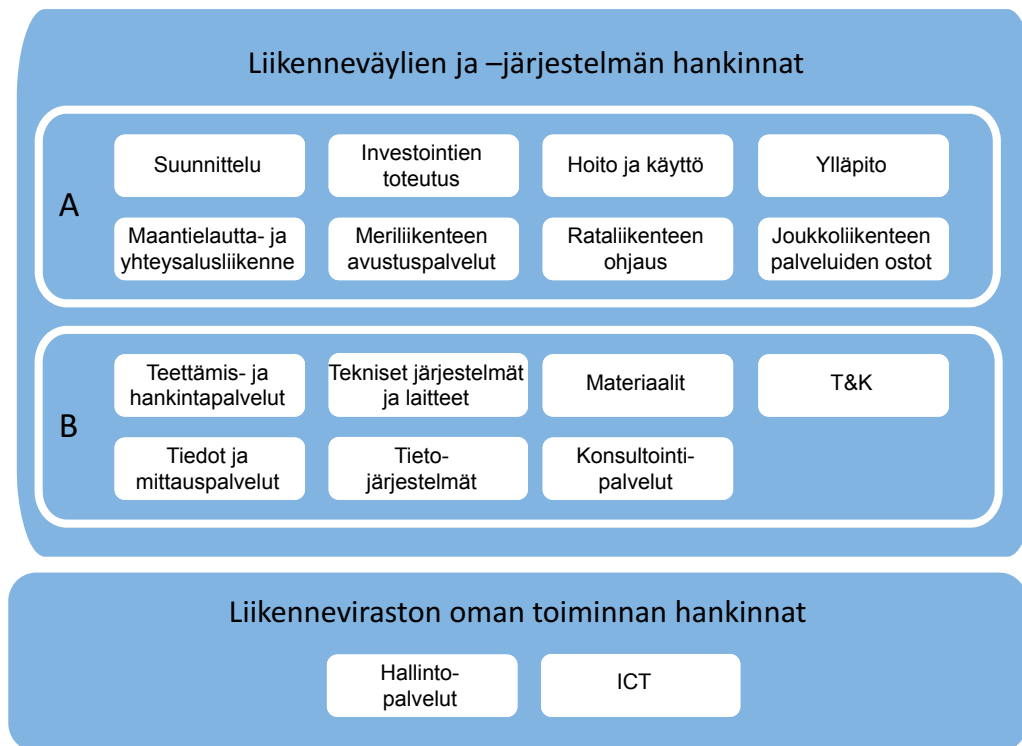 Liikenneväylien ja –järjestelmän hankinnat
A
Suunnittelu
Investointien
toteutus
Hoito ja käyttö
Ylläpito
Maantielautta- ja
yhteysalusliikenne
Meriliikenteen
avustuspalvelut
Rataliikenteen
ohjaus
Joukkoliikenteen
palveluiden ostot
B
Teettämis- ja
hankintapalvelut
Tekniset järjestelmät
ja laitteet
Materiaalit
T&K
Tiedot ja
mittauspalvelut
Tieto-
järjestelmät
Konsultointi-
palvelut
Liikenneviraston oman toiminnan hankinnat
Hallinto-
palvelut
ICT